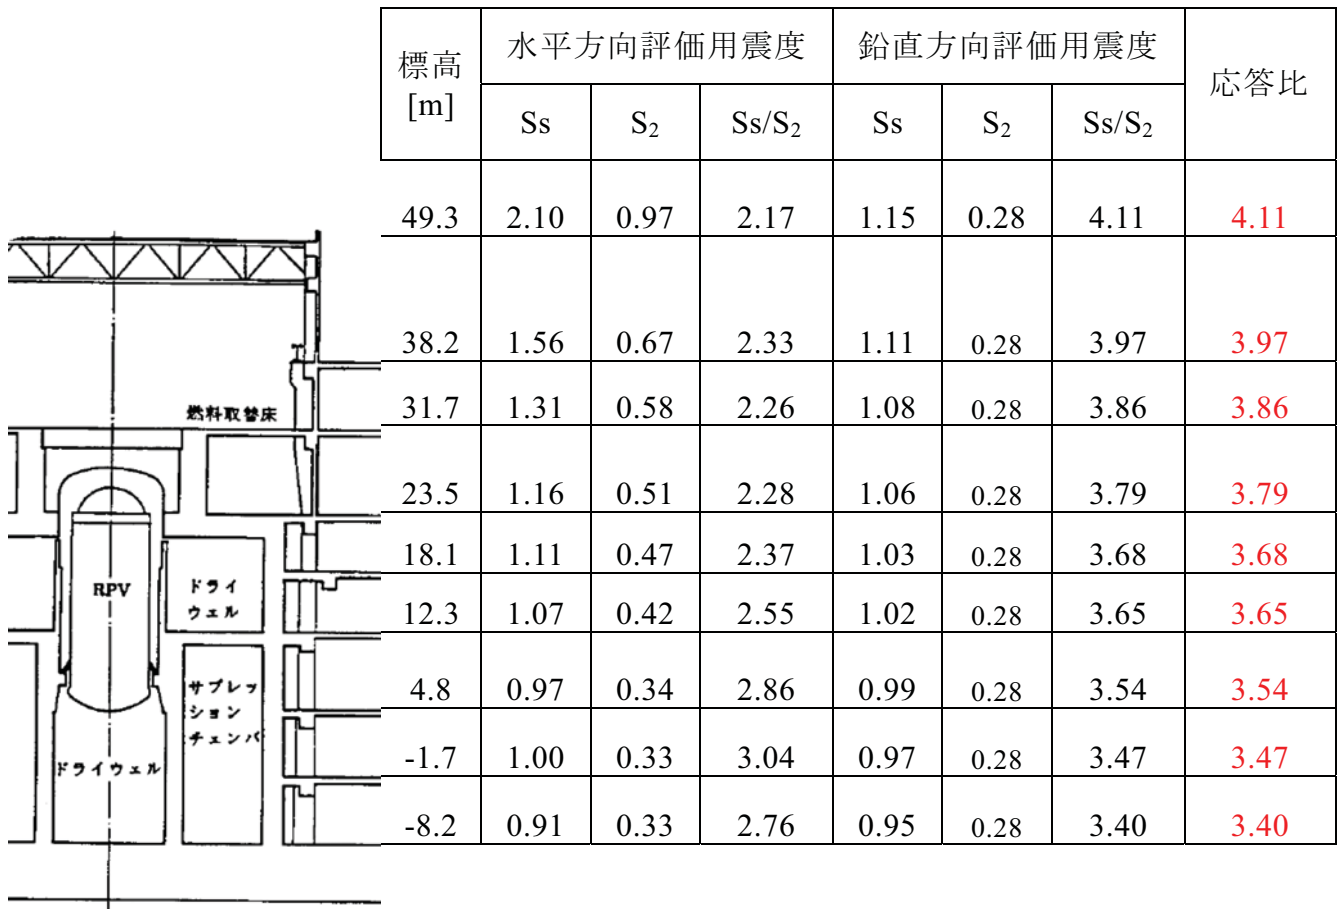 標高 [m] 水平方向評価用震度 鉛直方向評価用震度 応答比
Ss S₂ Ss/S₂ Ss S₂ Ss/S₂
49.3 2.10 0.97 2.17 1.15 0.28 4.11 4.11
38.2 1.56 0.67 2.33 1.11 0.28 3.97 3.97
31.7 1.31 0.58 2.26 1.08 0.28 3.86 3.86
23.5 1.16 0.51 2.28 1.06 0.28 3.79 3.79
18.1 1.11 0.47 2.37 1.03 0.28 3.68 3.68
12.3 1.07 0.42 2.55 1.02 0.28 3.65 3.65
4.8 0.97 0.34 2.86 0.99 0.28 3.54 3.54
-1.7 1.00 0.33 3.04 0.97 0.28 3.47 3.47
-8.2 0.91 0.33 2.76 0.95 0.28 3.40 3.40
燃料取替床
RPV
ドライ
ウェル
サプレッ
ション
チェンバ
ドライウェル